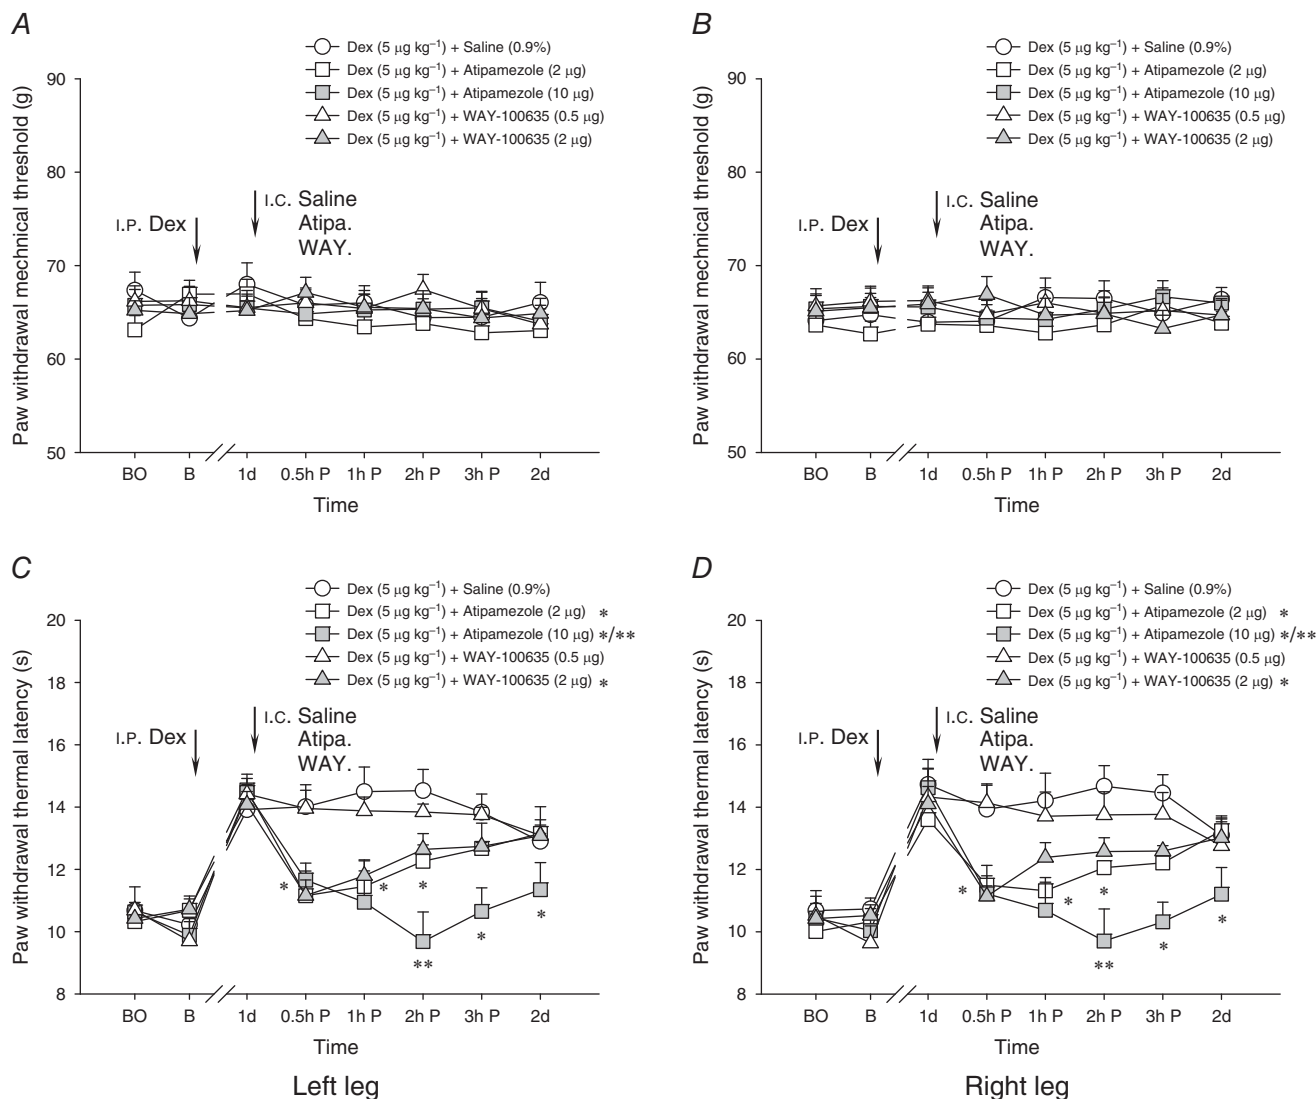 A
Dex (5 μg kg⁻¹) + Saline (0.9%)
Dex (5 μg kg⁻¹) + Atipamezole (2 μg)
Dex (5 μg kg⁻¹) + Atipamezole (10 μg)
Dex (5 μg kg⁻¹) + WAY-100635 (0.5 μg)
Dex (5 μg kg⁻¹) + WAY-100635 (2 μg)
Paw withdrawal mechnical threshold (g)
90
80
70
60
50
I.P. Dex
I.C. Saline
Atipa.
WAY.
BO B 1d 0.5h P 1h P 2h P 3h P 2d
Time
B
Dex (5 μg kg⁻¹) + Saline (0.9%)
Dex (5 μg kg⁻¹) + Atipamezole (2 μg)
Dex (5 μg kg⁻¹) + Atipamezole (10 μg)
Dex (5 μg kg⁻¹) + WAY-100635 (0.5 μg)
Dex (5 μg kg⁻¹) + WAY-100635 (2 μg)
Paw withdrawal mechnical threshold (g)
90
80
70
60
50
I.P. Dex
I.C. Saline
Atipa.
WAY.
BO B 1d 0.5h P 1h P 2h P 3h P 2d
Time
C
Dex (5 μg kg⁻¹) + Saline (0.9%)
Dex (5 μg kg⁻¹) + Atipamezole (2 μg) *
Dex (5 μg kg⁻¹) + Atipamezole (10 μg) */**
Dex (5 μg kg⁻¹) + WAY-100635 (0.5 μg)
Dex (5 μg kg⁻¹) + WAY-100635 (2 μg) *
Paw withdrawal thermal latency (s)
20
18
16
14
12
10
8
I.P. Dex
I.C. Saline
Atipa.
WAY.
* * *
*
*
**
BO B 1d 0.5h P 1h P 2h P 3h P 2d
Time
Left leg
D
Dex (5 μg kg⁻¹) + Saline (0.9%)
Dex (5 μg kg⁻¹) + Atipamezole (2 μg) *
Dex (5 μg kg⁻¹) + Atipamezole (10 μg) */**
Dex (5 μg kg⁻¹) + WAY-100635 (0.5 μg)
Dex (5 μg kg⁻¹) + WAY-100635 (2 μg) *
Paw withdrawal thermal latency (s)
20
18
16
14
12
10
8
I.P. Dex
I.C. Saline
Atipa.
WAY.
* *
*
*
*
**
BO B 1d 0.5h P 1h P 2h P 3h P 2d
Time
Right leg